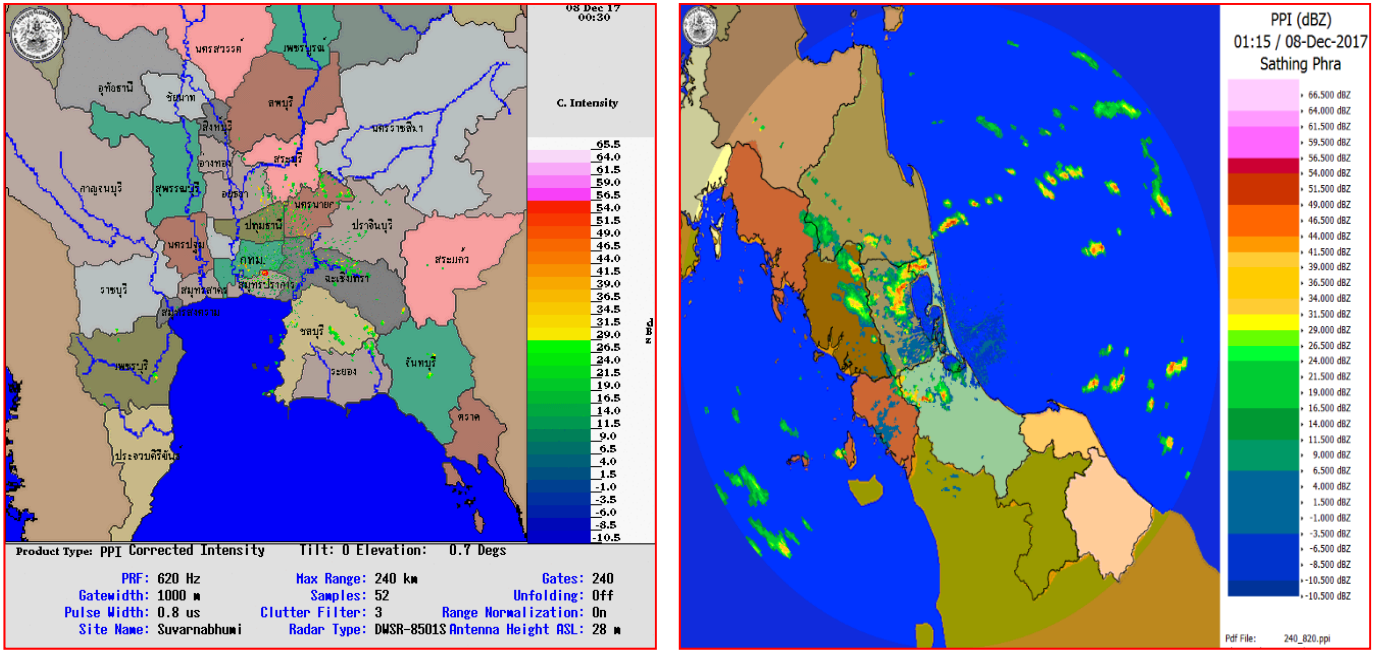 08 Dec 17
00:30
C. Intensity
65.5
64.0
61.5
59.0
56.5
54.0
51.5
49.0
46.5
44.0
41.5
39.0
36.5
34.5
31.5
29.0
26.5
24.0
21.5
16.5
14.0
11.5
9.0
6.5
4.0
1.5
-1.0
-3.5
-6.0
-8.5
-10.5
dBZ
นครสวรรค์
เพชรบูรณ์
อุทัยธานี
ชัยนาท
ลพบุรี
สิงห์บุรี
นครราชสีมา
อ่างทอง
สระบุรี
กาญจนบุรี
สุพรรณบุรี
อยุธยา
นครนายก
ปทุมธานี
ปราจีนบุรี
นครปฐม
กทม.
สระแก้ว
ฉะเชิงเทรา
ราชบุรี
สมุทรสาคร
สมุทรปราการ
สมุทรสงคราม
ชลบุรี
เพชรบุรี
ระยอง
จันทบุรี
ตราด
ประจวบคีรีขันธ์
Product Type: PPI Corrected Intensity Tilt: 0 Elevation: 0.7 Degs
PRF: 620 Hz Max Range: 240 km Gates: 240
Gatewidth: 1000 m Samples: 52 Unfolding: Off
Pulse Width: 0.8 us Clutter Filter: 3 Range Normalization: On
Site Name: Suvarnabhumi Radar Type: DWSR-8501S Antenna Height ASL: 28 m
PPI (dBZ)
01:15 / 08-Dec-2017
Sathing Phra
66.500 dBZ
64.000 dBZ
61.500 dBZ
59.500 dBZ
56.500 dBZ
54.000 dBZ
51.500 dBZ
49.000 dBZ
46.500 dBZ
44.000 dBZ
41.500 dBZ
39.000 dBZ
36.500 dBZ
34.000 dBZ
31.500 dBZ
29.000 dBZ
26.500 dBZ
24.000 dBZ
21.500 dBZ
19.000 dBZ
16.500 dBZ
14.000 dBZ
11.500 dBZ
9.000 dBZ
6.500 dBZ
4.000 dBZ
1.500 dBZ
-1.000 dBZ
-3.500 dBZ
-6.500 dBZ
-8.500 dBZ
-10.500 dBZ
-10.500 dBZ
Pdf File: 240_820.ppi